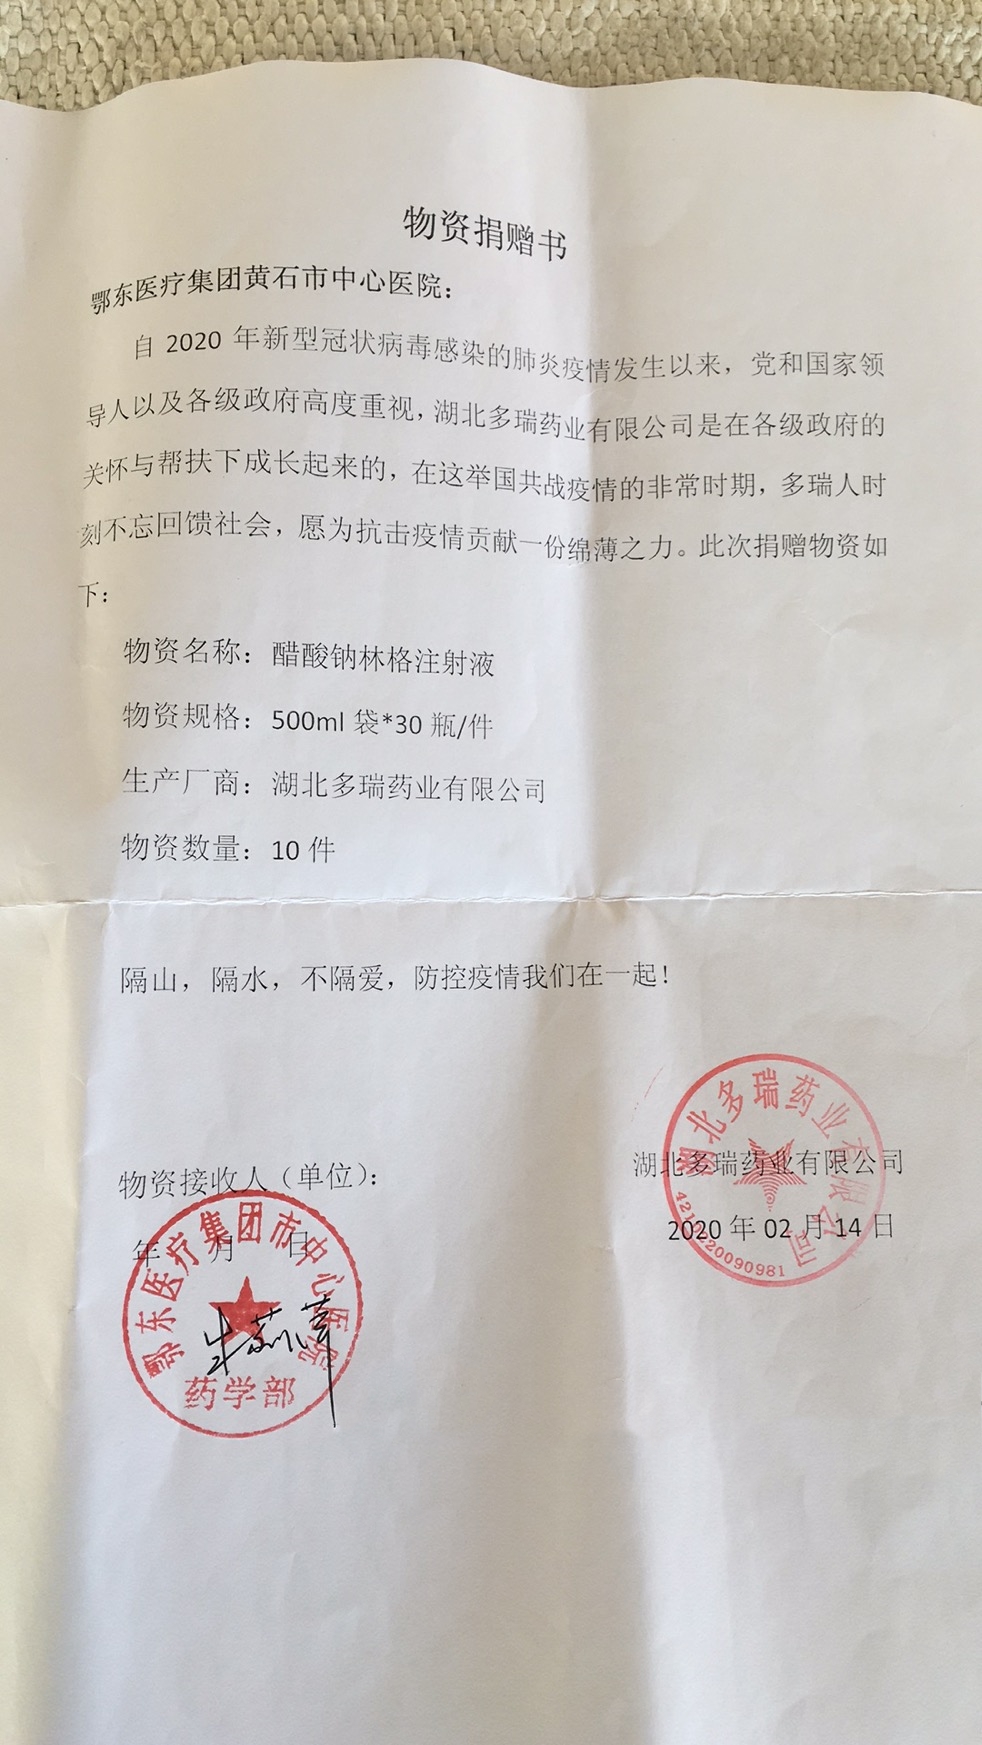 物资捐赠书
鄂东医疗集团黄石市中心医院：
自 2020 年新型冠状病毒感染的肺炎疫情发生以来，党和国家领
导人以及各级政府高度重视，湖北多瑞药业有限公司是在各级政府的
关怀与帮扶下成长起来的，在这举国共战疫情的非常时期，多瑞人时
刻不忘回馈社会，愿为抗击疫情贡献一份绵薄之力。此次捐赠物资如
下：
物资名称：醋酸钠林格注射液
物资规格：500ml 袋*30 瓶/件
生产厂商：湖北多瑞药业有限公司
物资数量：10 件
隔山，隔水，不隔爱，防控疫情我们在一起！
物资接收人（单位）：
年 月 日
鄂东医疗集团市中心医院
药学部
湖北多瑞药业有限公司
2020 年 02 月 14 日
湖北多瑞药业有限公司